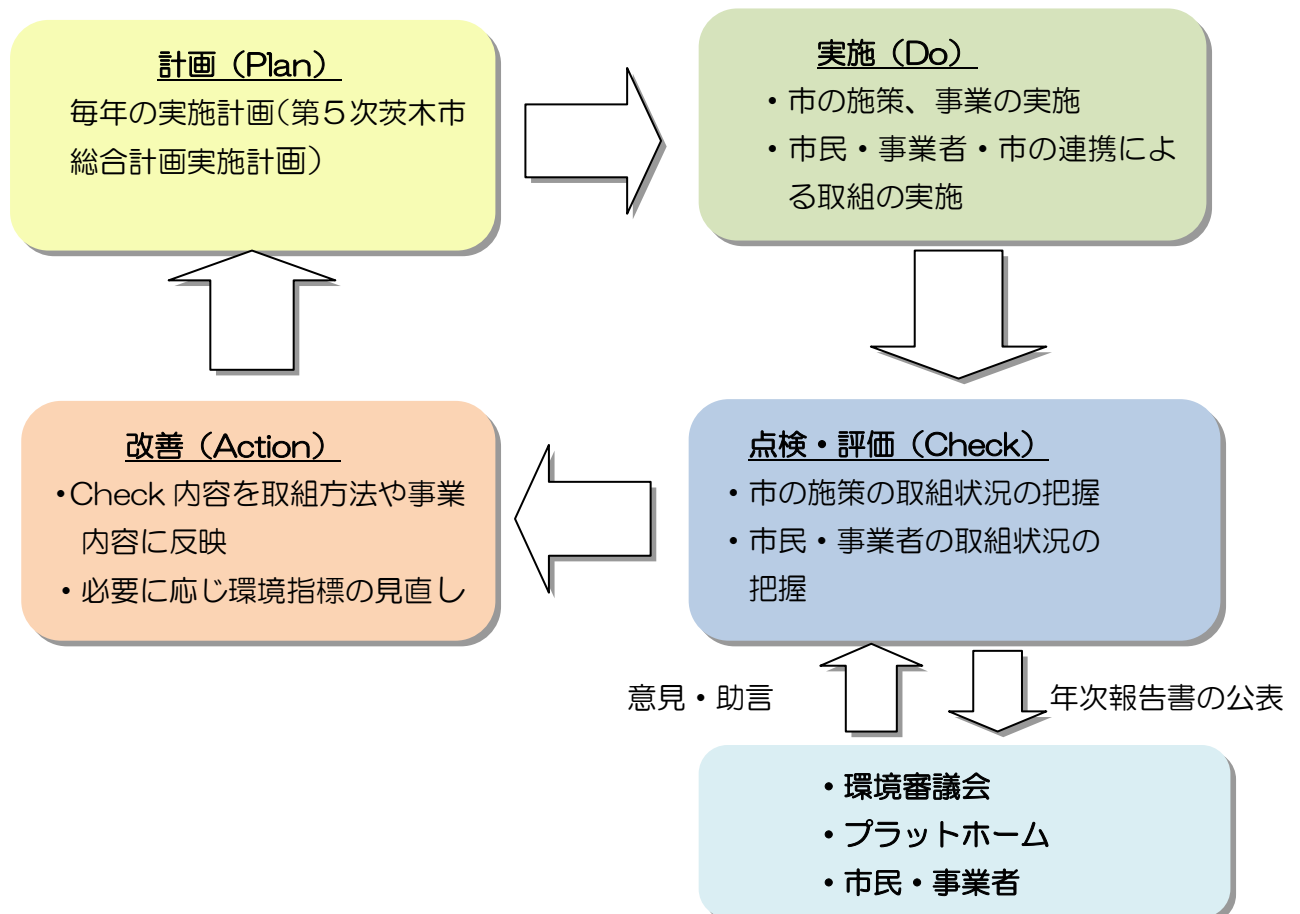 計画（Plan）
毎年の実施計画（第５次茨木市
総合計画実施計画）
実施（Do）
・市の施策、事業の実施
・市民・事業者・市の連携によ
る取組の実施
改善（Action）
・Check 内容を取組方法や事業
内容に反映
・必要に応じ環境指標の見直し
点検・評価（Check）
・市の施策の取組状況の把握
・市民・事業者の取組状況の
把握
意見・助言
年次報告書の公表
・環境審議会
・プラットホーム
・市民・事業者